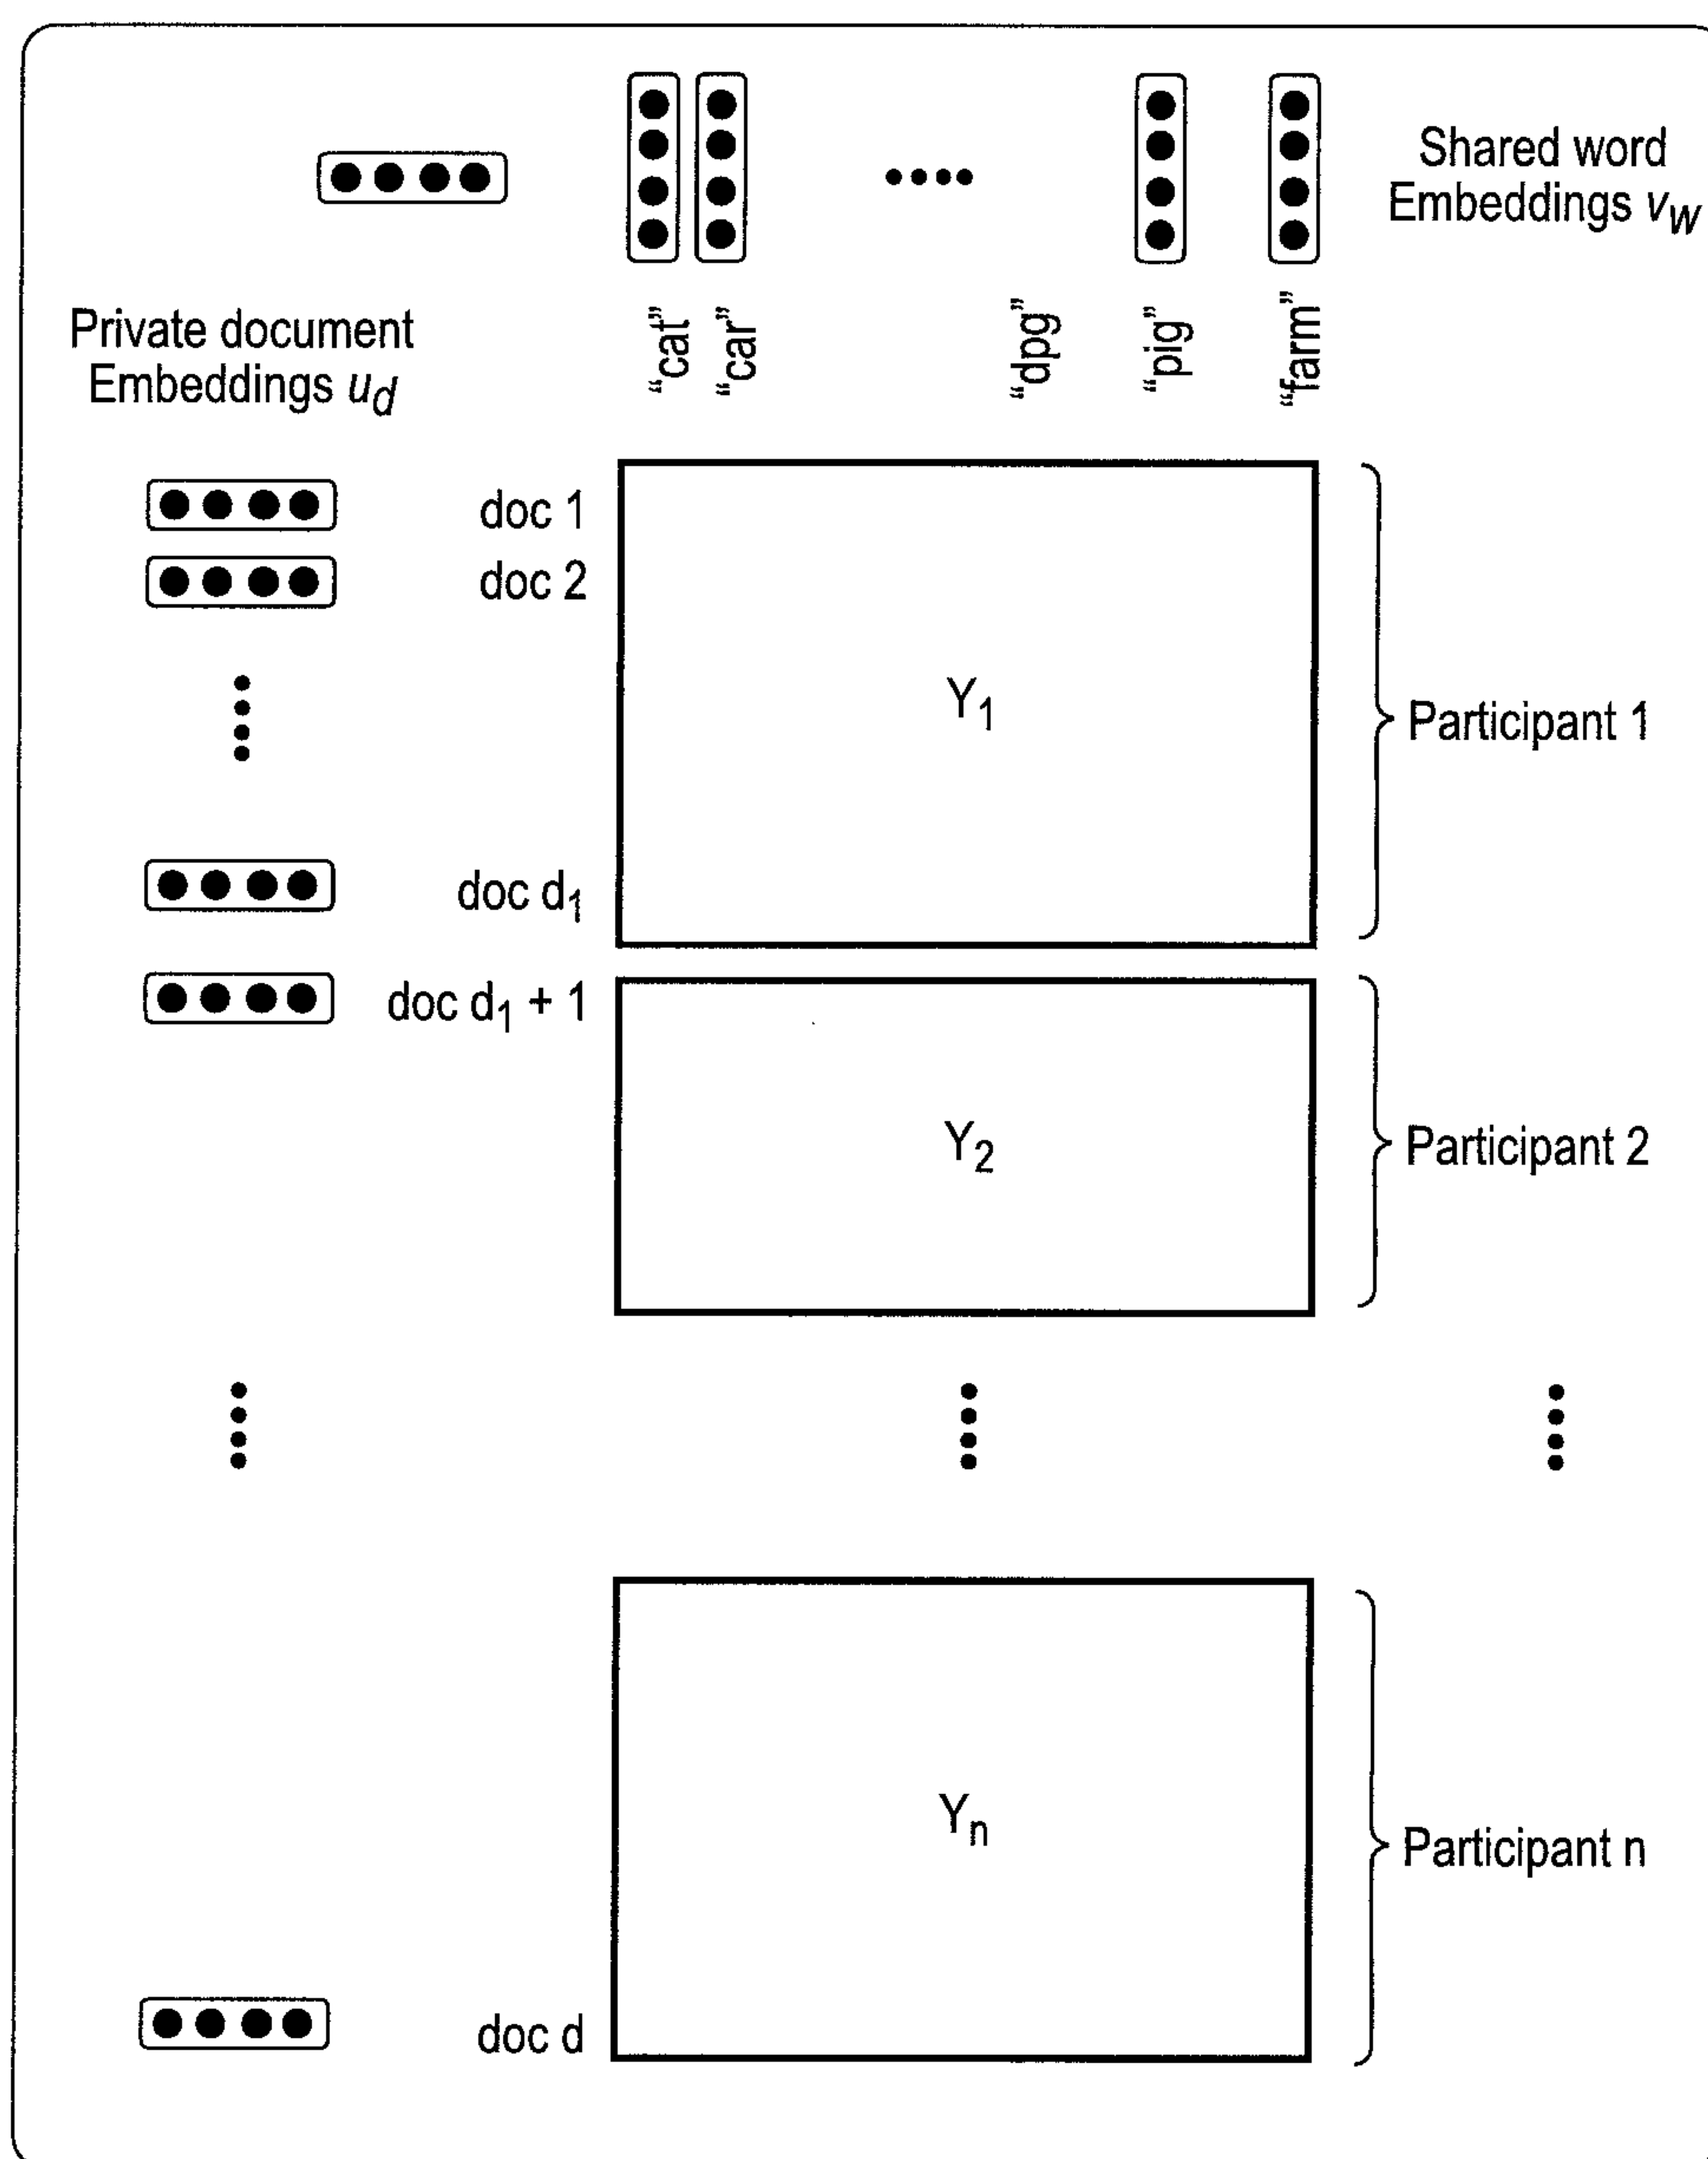 Shared word
Embeddings v_w
Private document
Embeddings u_d
“cat”
“car”
“dpg”
“pig”
“farm”
doc 1
doc 2
Y₁
Participant 1
doc d₁
doc d₁ + 1
Y₂
Participant 2
Yₙ
Participant n
doc d